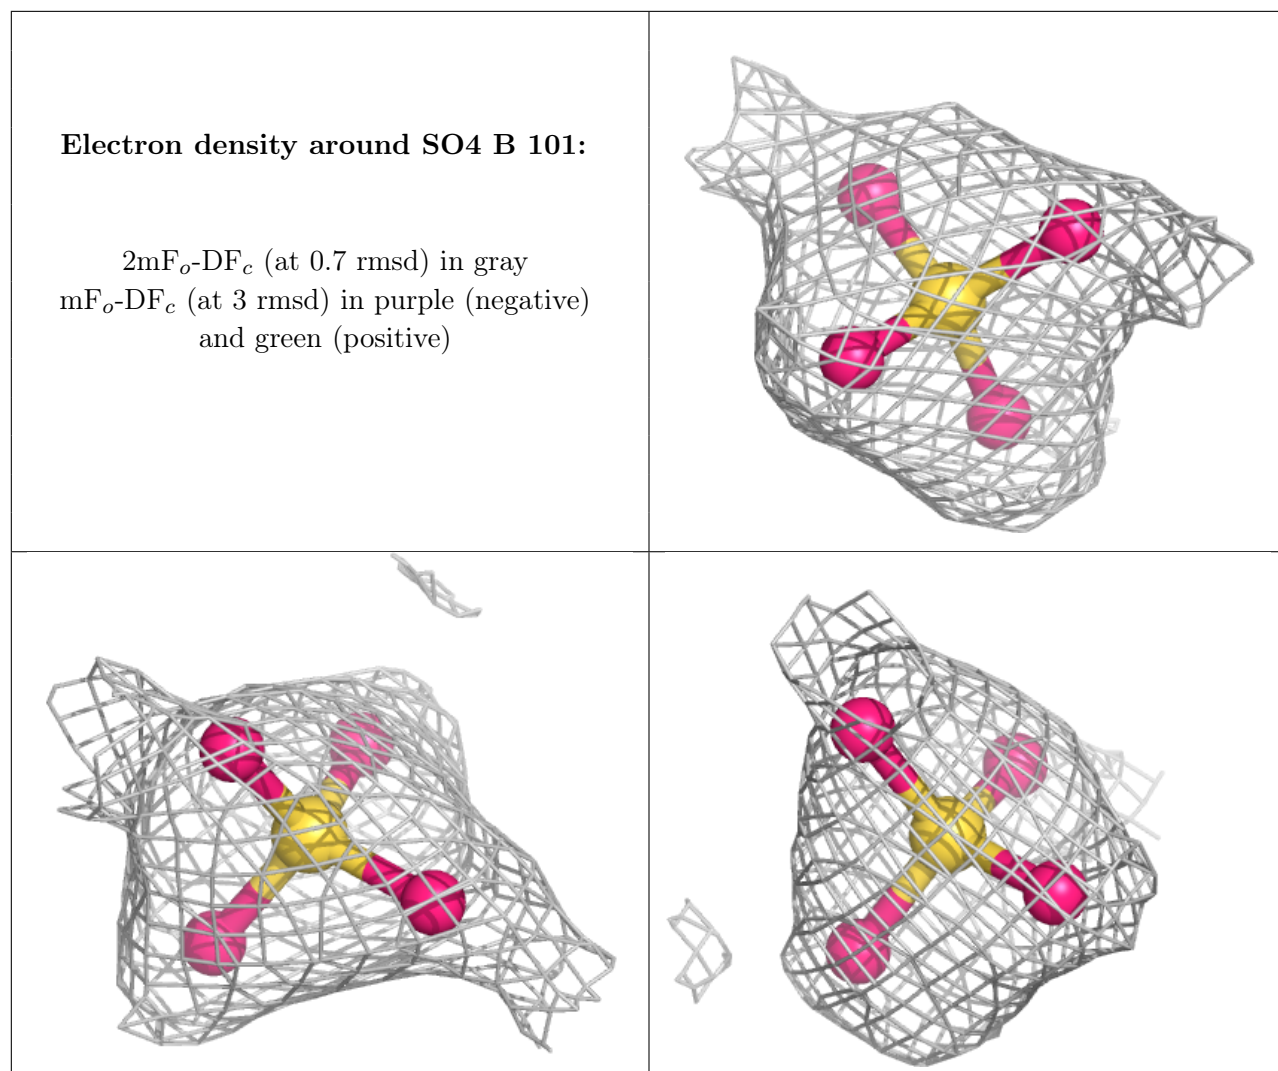 Electron density around SO4 B 101:
2mFo-DFc (at 0.7 rmsd) in gray
mFo-DFc (at 3 rmsd) in purple (negative)
and green (positive)